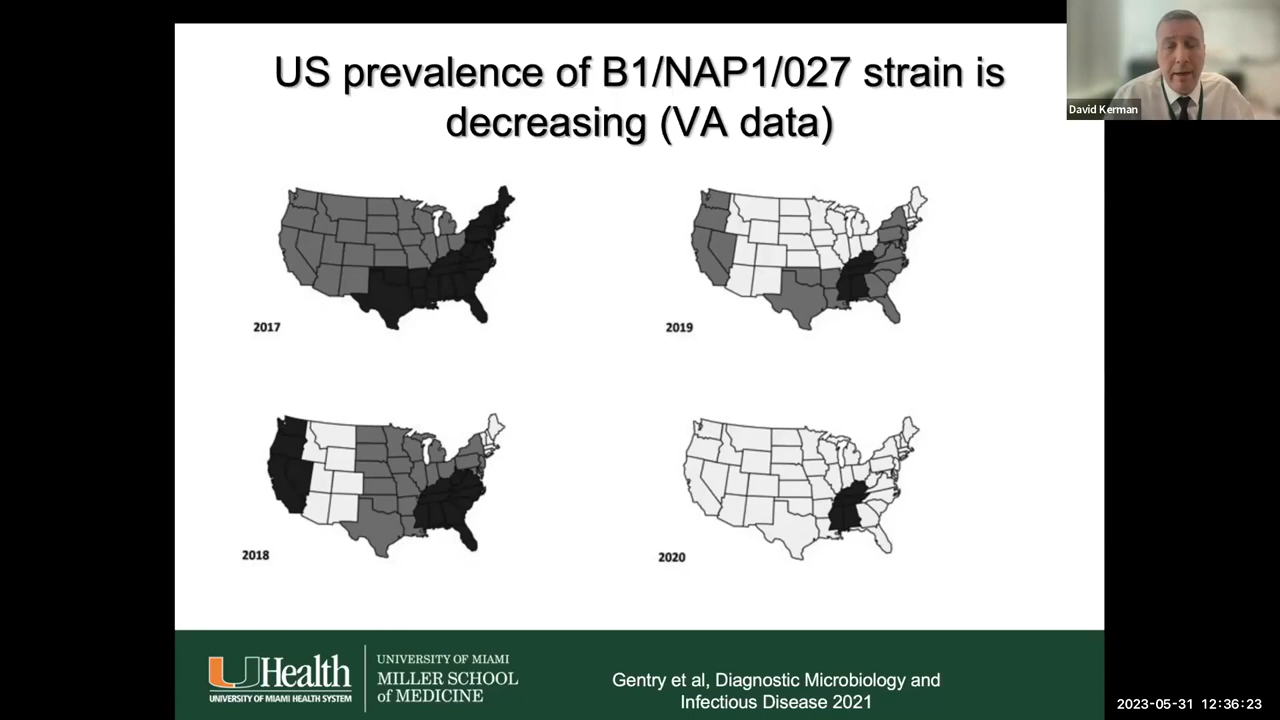 US prevalence of B1/NAP1/027 strain is
decreasing (VA data)
David Kerman
2017
2019
2018
2020
UHealth
UNIVERSITY OF MIAMI HEALTH SYSTEM
UNIVERSITY OF MIAMI
MILLER SCHOOL
of MEDICINE
Gentry et al, Diagnostic Microbiology and
Infectious Disease 2021
2023-05-31 12:36:23